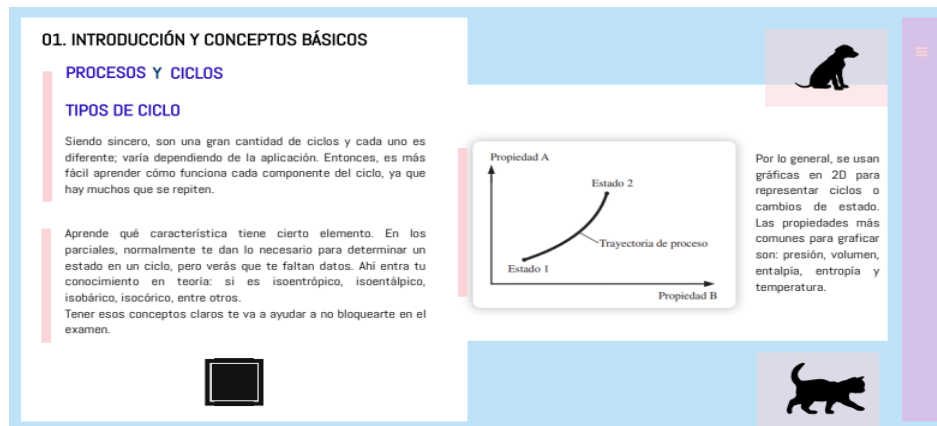 01. INTRODUCCIÓN Y CONCEPTOS BÁSICOS
PROCESOS Y CICLOS
TIPOS DE CICLO
Siendo sincero, son una gran cantidad de ciclos y cada uno es
diferente; varía dependiendo de la aplicación. Entonces, es más
fácil aprender cómo funciona cada componente del ciclo, ya que
hay muchos que se repiten.
Aprende qué característica tiene cierto elemento. En los
parciales, normalmente te dan lo necesario para determinar un
estado en un ciclo, pero verás que te faltan datos. Ahí entra tu
conocimiento en teoría: si es isoentrópico, isoentálpico,
isobárico, isocórico, entre otros.
Tener esos conceptos claros te va a ayudar a no bloquearte en el
examen.
Propiedad A
Estado 2
Trayectoria de proceso
Estado 1
Propiedad B
Por lo general, se usan
gráficas en 2D para
representar ciclos o
cambios de estado.
Las propiedades más
comunes para graficar
son: presión, volumen,
entalpía, entropía y
temperatura.